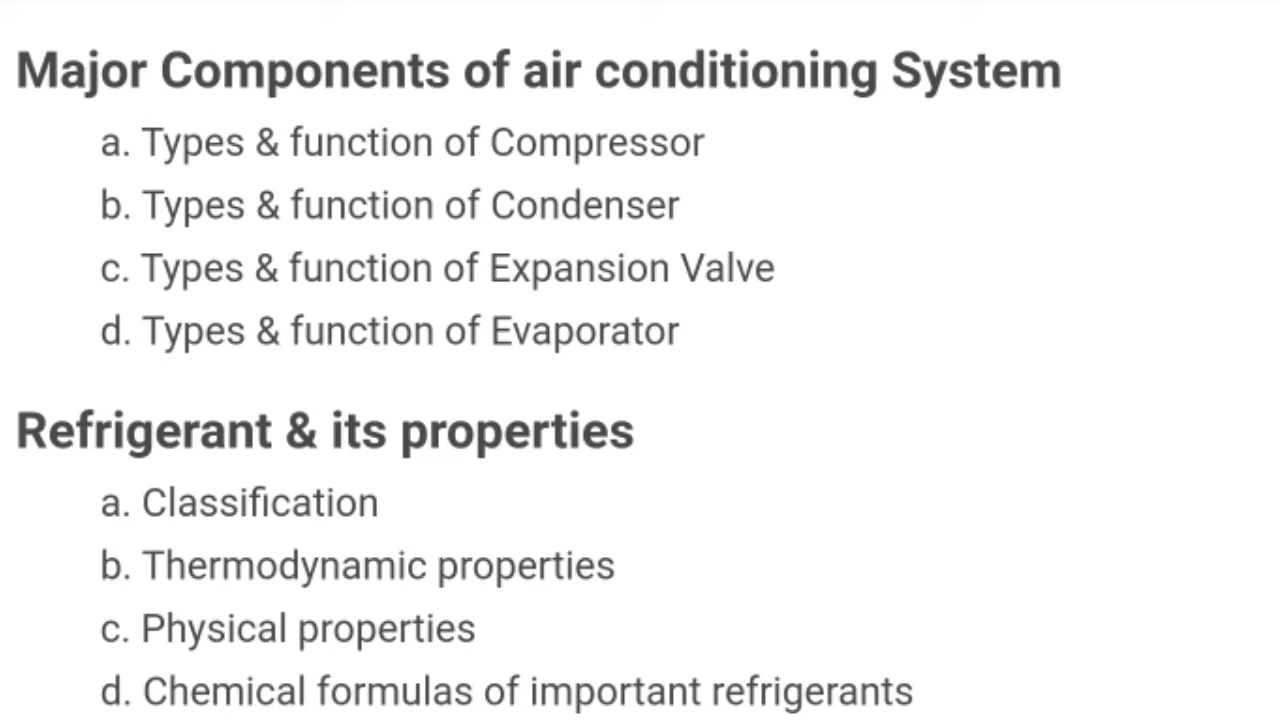 Major Components of air conditioning System
a. Types & function of Compressor
b. Types & function of Condenser
c. Types & function of Expansion Valve
d. Types & function of Evaporator
Refrigerant & its properties
a. Classification
b. Thermodynamic properties
c. Physical properties
d. Chemical formulas of important refrigerants